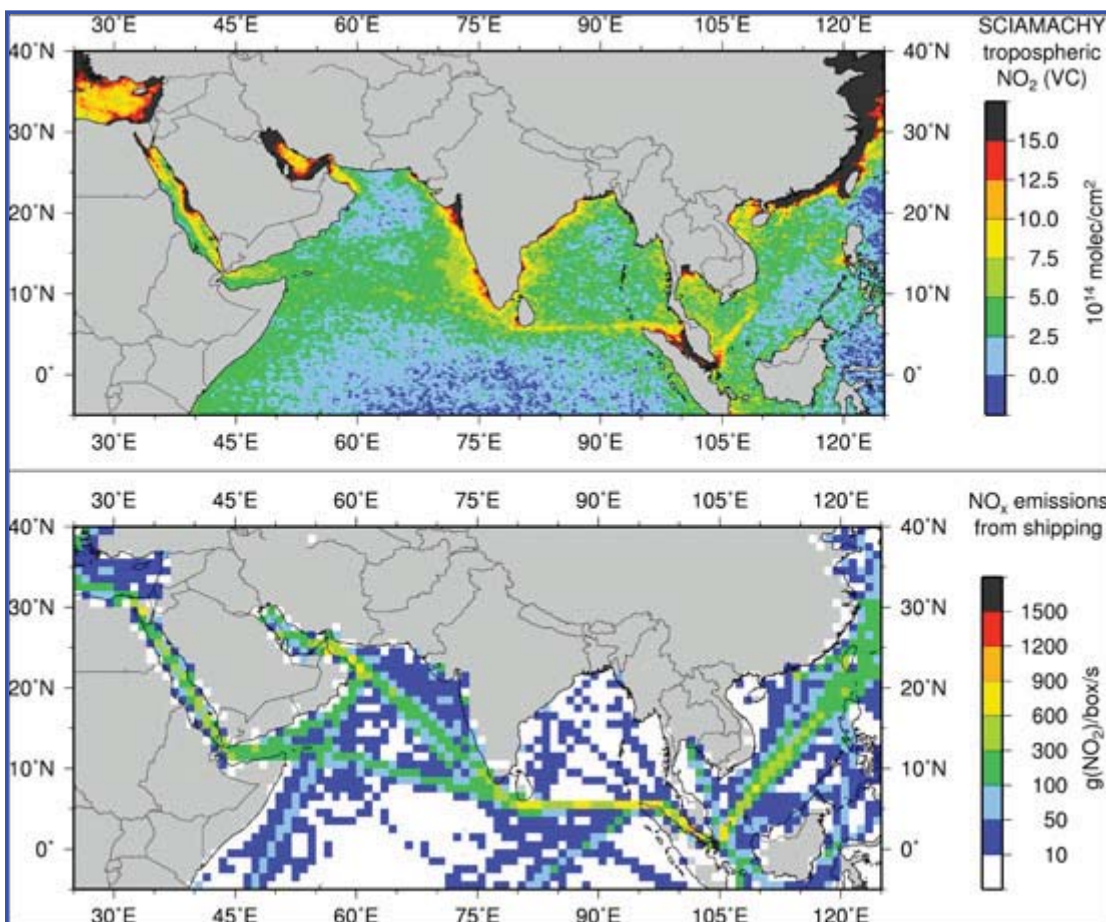 30°E 45°E 60°E 75°E 90°E 105°E 120°E
SCIAMACHY
tropospheric
NO₂ (VC)
40°N 40°N
30°N 30°N
20°N 20°N
10°N 10°N
0° 0°
30°E 45°E 60°E 75°E 90°E 105°E 120°E
15.0
12.5
10.0
7.5
5.0
2.5
0.0
10¹⁴ molec/cm²
30°E 45°E 60°E 75°E 90°E 105°E 120°E
NOₓ emissions
from shipping
40°N 40°N
30°N 30°N
20°N 20°N
10°N 10°N
0° 0°
30°E 45°E 60°E 75°E 90°E 105°E 120°E
1500
1200
900
600
300
100
50
10
g(NO₂)/box/s